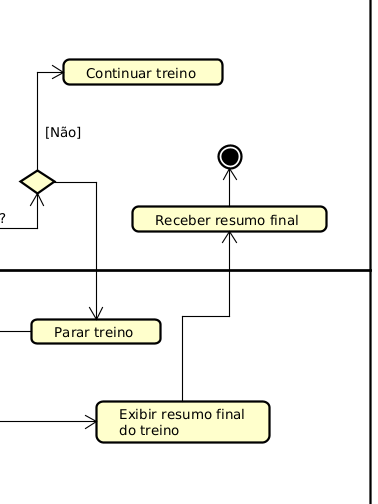 Continuar treino
[Não]
?
Receber resumo final
Parar treino
Exibir resumo final
do treino